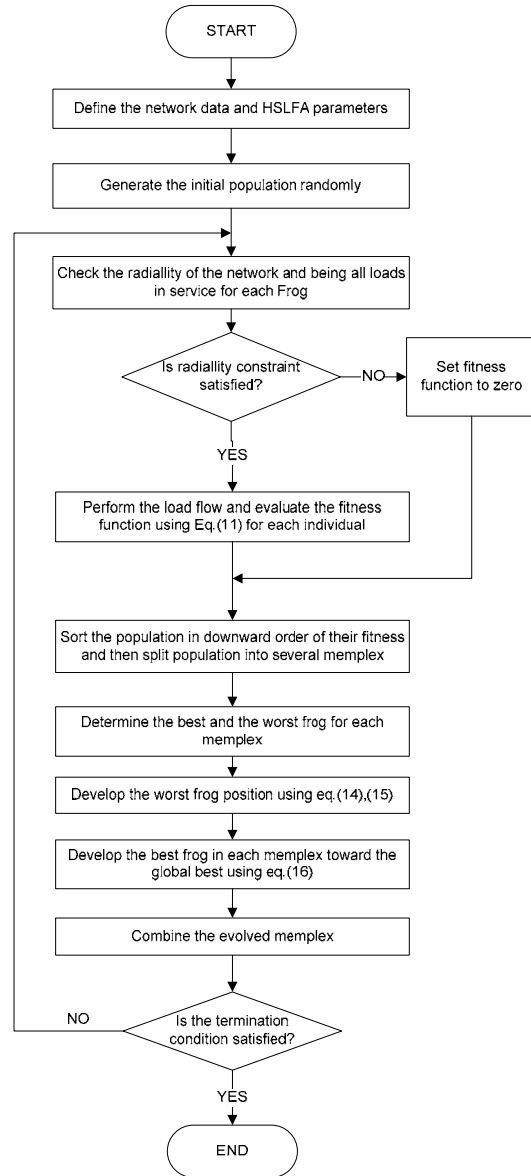 START
Define the network data and HSLFA parameters
Generate the initial population randomly
Check the radiallity of the network and being all loads
in service for each Frog
Is radiallity constraint
satisfied?
NO
Set fitness
function to zero
YES
Perform the load flow and evaluate the fitness
function using Eq.(11) for each individual
Sort the population in downward order of their fitness
and then split population into several memplex
Determine the best and the worst frog for each
memplex
Develop the worst frog position using eq.(14),(15)
Develop the best frog in each memplex toward the
global best using eq.(16)
Combine the evolved memplex
NO
Is the termination
condition satisfied?
YES
END